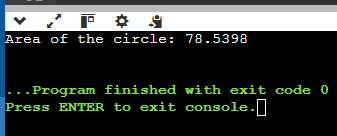 Area of the circle: 78.5398
...Program finished with exit code 0
Press ENTER to exit console.